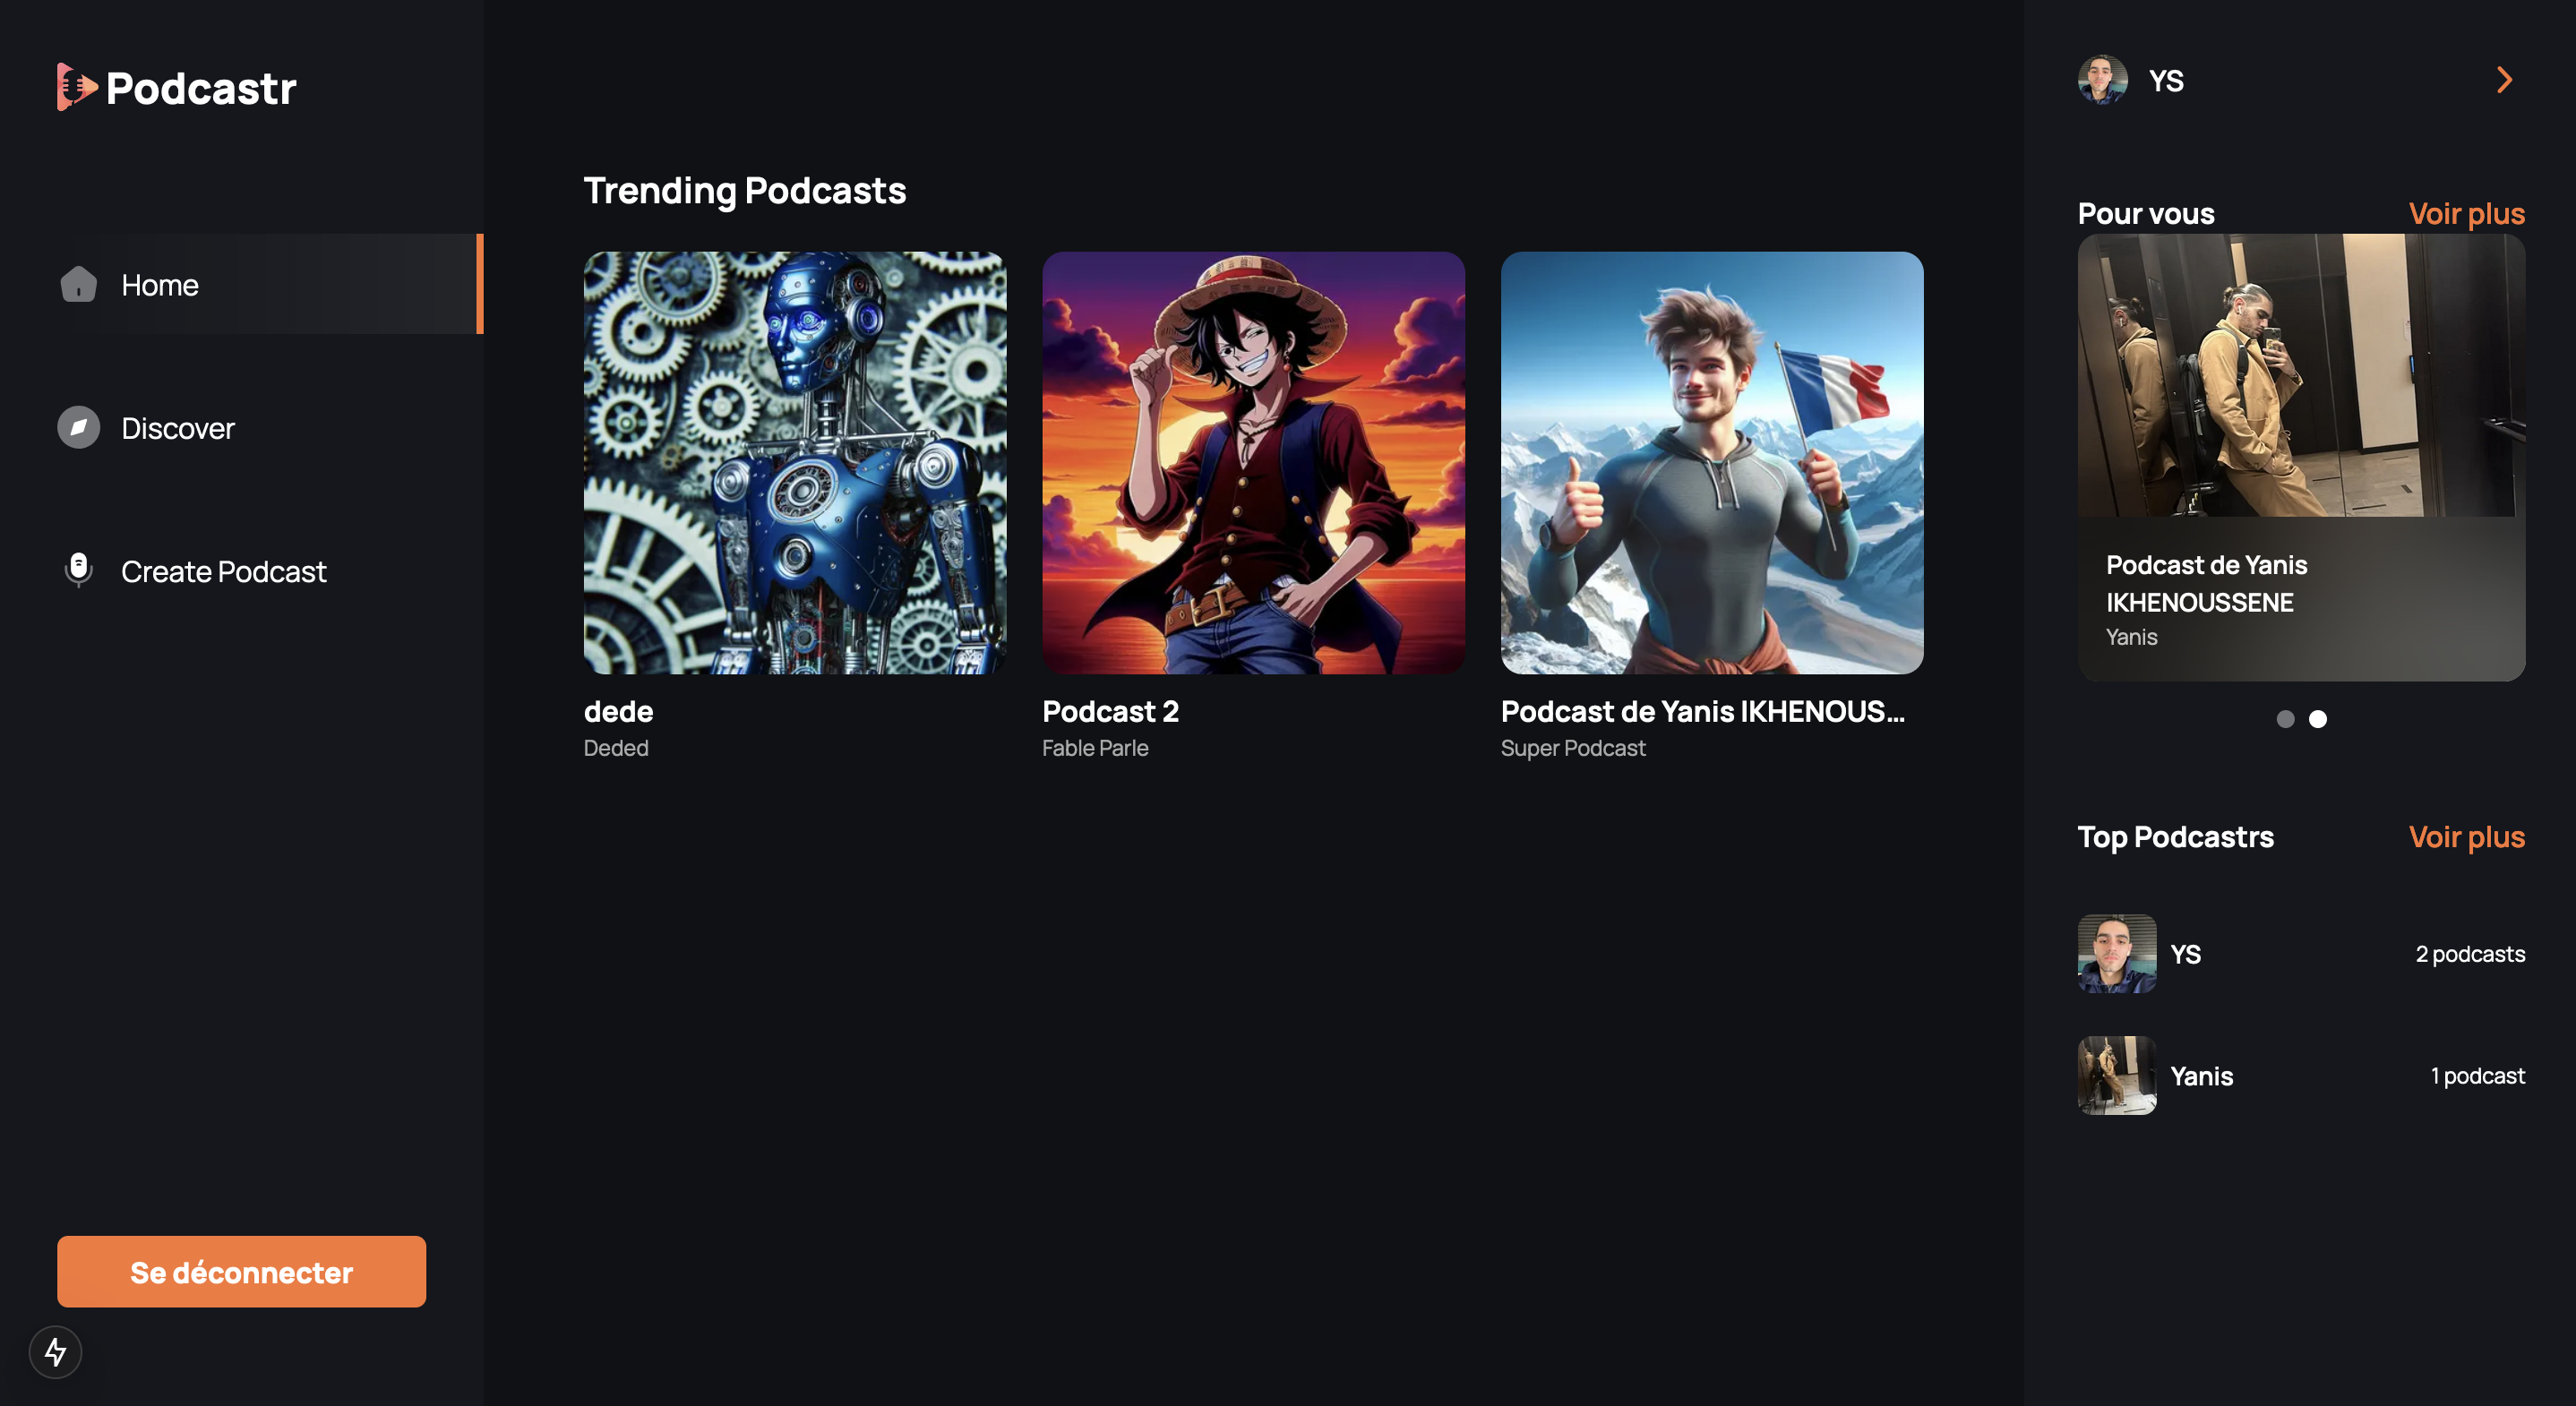 Podcastr
Home
Discover
Create Podcast
Se déconnecter
Trending Podcasts
dede
Deded
Podcast 2
Fable Parle
Podcast de Yanis IKHENOUS...
Super Podcast
YS
Pour vous
Voir plus
Podcast de Yanis
IKHENOUSSENE
Yanis
Top Podcastrs
Voir plus
YS
2 podcasts
Yanis
1 podcast